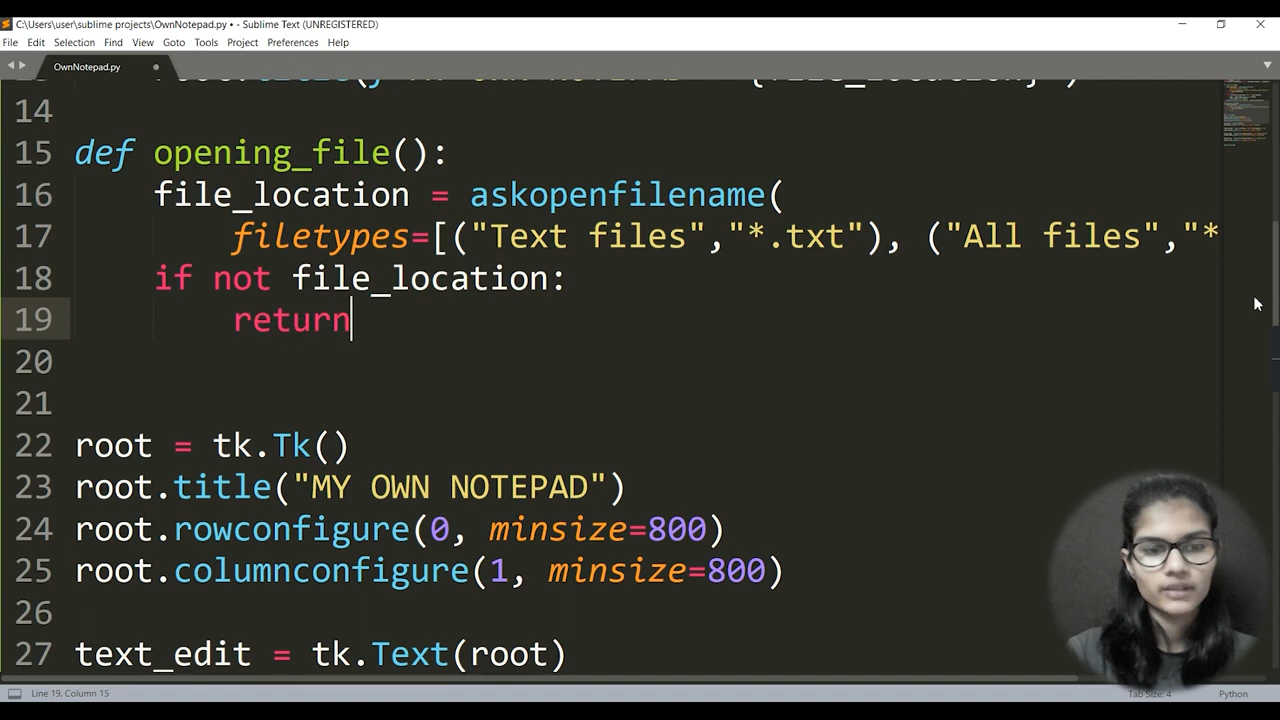 C:\Users\user\sublime projects\OwnNotepad.py • - Sublime Text (UNREGISTERED)
File Edit Selection Find View Goto Tools Project Preferences Help
OwnNotepad.py
14
15 def opening_file():
16 file_location = askopenfilename(
17 filetypes=[("Text files","*.txt"), ("All files","*
18 if not file_location:
19 return
20
21
22 root = tk.Tk()
23 root.title("MY OWN NOTEPAD")
24 root.rowconfigure(0, minsize=800)
25 root.columnconfigure(1, minsize=800)
26
27 text_edit = tk.Text(root)
Line 19, Column 15 Tab Size: 4 Python